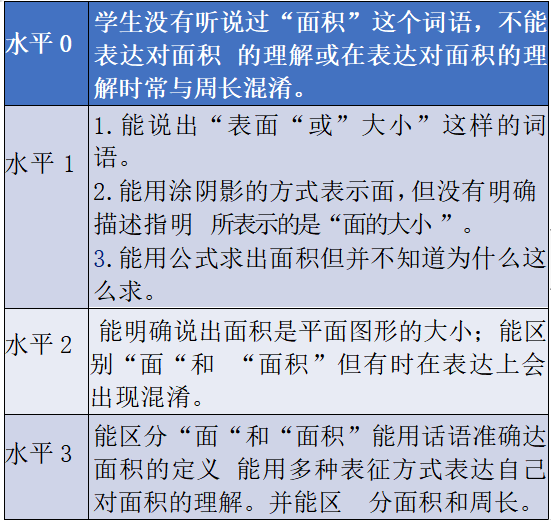 水平 0
学生没有听说过“面积”这个词语，不能
表达对面积 的理解或在表达对面积的理
解时常与周长混淆。
水平 1
1.能说出“表面“或”大小”这样的词
语。
2.能用涂阴影的方式表示面,但没有明确
描述指明 所表示的是“面的大小 ”。
3.能用公式求出面积但并不知道为什么这
么求。
水平 2
能明确说出面积是平面图形的大小；能区
别“面“和 “面积”但有时在表达上会
出现混淆。
水平 3
能区分“面“和“面积”能用话语准确达
面积的定义 能用多种表征方式表达自己
对面积的理解。并能区 分面积和周长。